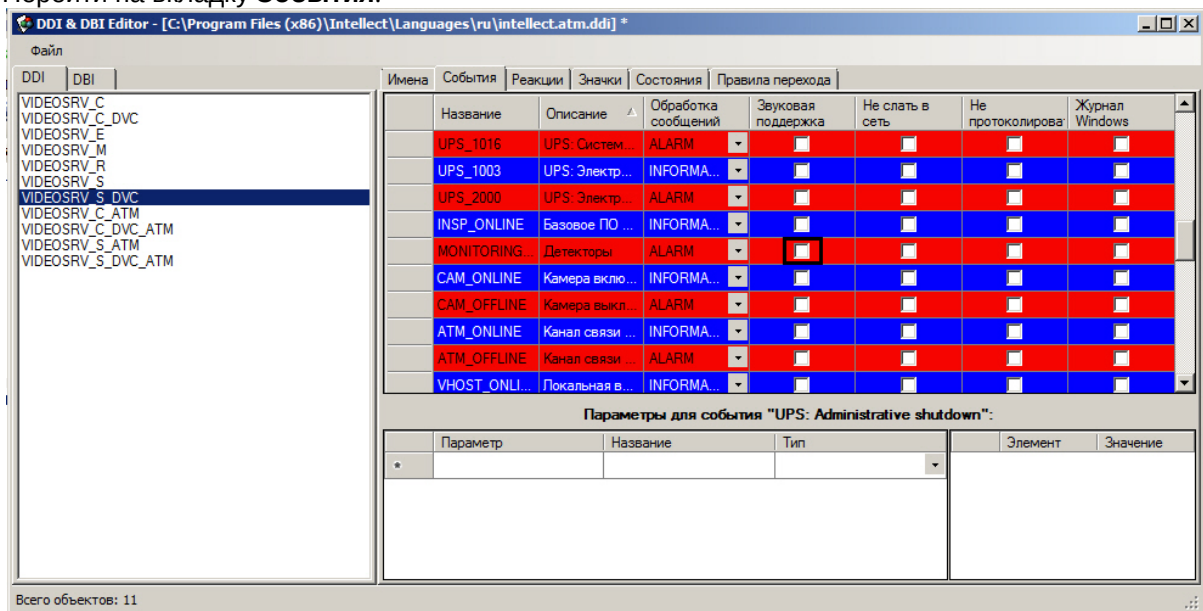 Перейти на вкладку События.
DDI & DBI Editor - [C:\Program Files (x86)\Intellect\Languages\ru\intellect.atm.ddi] *
Файл
DDI DBI
Имена События Реакции Значки Состояния Правила перехода
VIDEOSRV_C
VIDEOSRV_C_DVC
VIDEOSRV_E
VIDEOSRV_M
VIDEOSRV_R
VIDEOSRV_S
VIDEOSRV_S_DVC
VIDEOSRV_C_ATM
VIDEOSRV_C_DVC_ATM
VIDEOSRV_S_ATM
VIDEOSRV_S_DVC_ATM
Название Описание Обработка сообщений Звуковая поддержка Не слать в сеть Не протоколироват Журнал Windows
UPS_1016 UPS: Систем... ALARM
UPS_1003 UPS: Электр... INFORMA...
UPS_2000 UPS: Электр... ALARM
INSP_ONLINE Базовое ПО ... INFORMA...
MONITORING... Детекторы ALARM
CAM_ONLINE Камера вклю... INFORMA...
CAM_OFFLINE Камера выкл... ALARM
ATM_ONLINE Канал связи ... INFORMA...
ATM_OFFLINE Канал связи ... ALARM
VHOST_ONLI... Локальная в... INFORMA...
Параметры для события "UPS: Administrative shutdown":
Параметр Название Тип
Элемент Значение
*
Всего объектов: 11